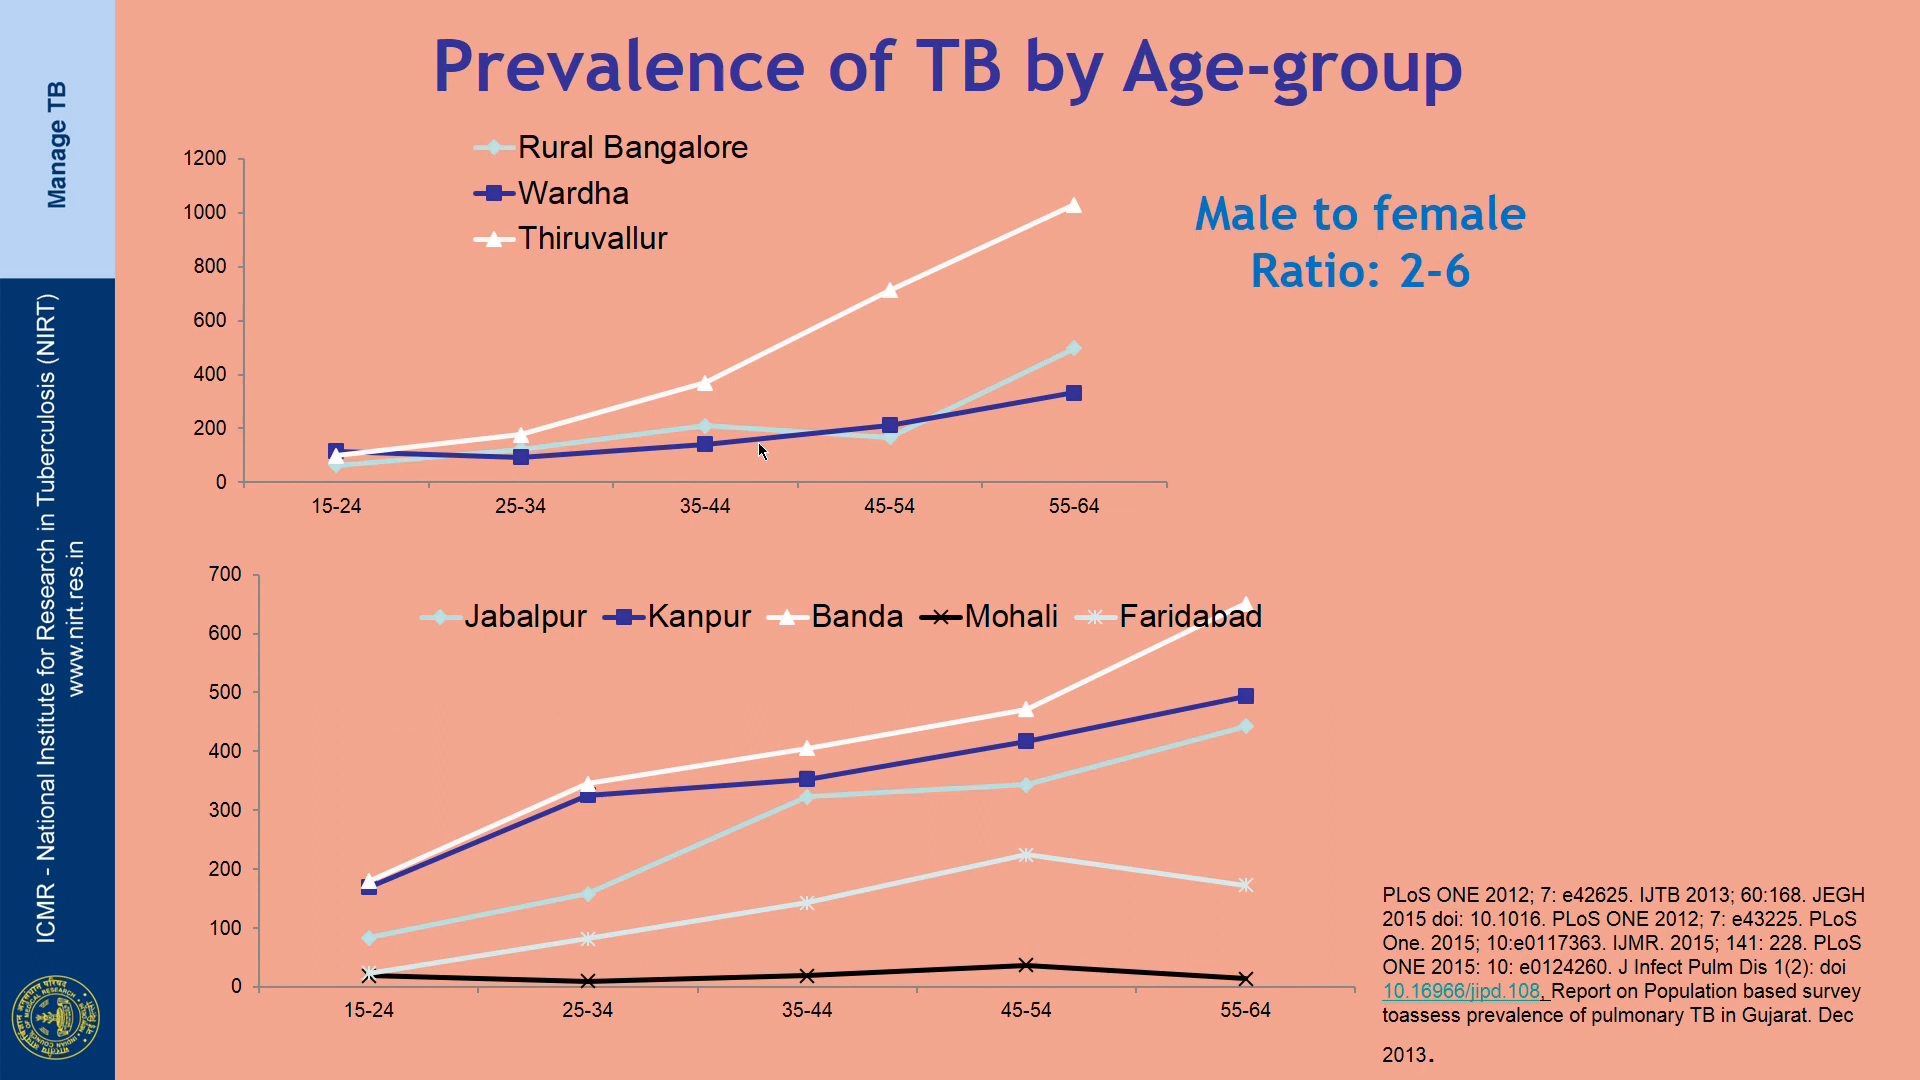 Manage TB
ICMR - National Institute for Research in Tuberculosis (NIRT)
www.nirt.res.in
Prevalence of TB by Age-group
Rural Bangalore
Wardha
Thiruvallur
1200
1000
800
600
400
200
0
15-24 25-34 35-44 45-54 55-64
Male to female
Ratio: 2-6
700
600
500
400
300
200
100
0
Jabalpur Kanpur Banda Mohali Faridabad
15-24 25-34 35-44 45-54 55-64
PLoS ONE 2012; 7: e42625. IJTB 2013; 60:168. JEGH
2015 doi: 10.1016. PLoS ONE 2012; 7: e43225. PLoS
One. 2015; 10:e0117363. IJMR. 2015; 141: 228. PLoS
ONE 2015: 10: e0124260. J Infect Pulm Dis 1(2): doi
10.16966/jipd.108, Report on Population based survey
toassess prevalence of pulmonary TB in Gujarat. Dec
2013.